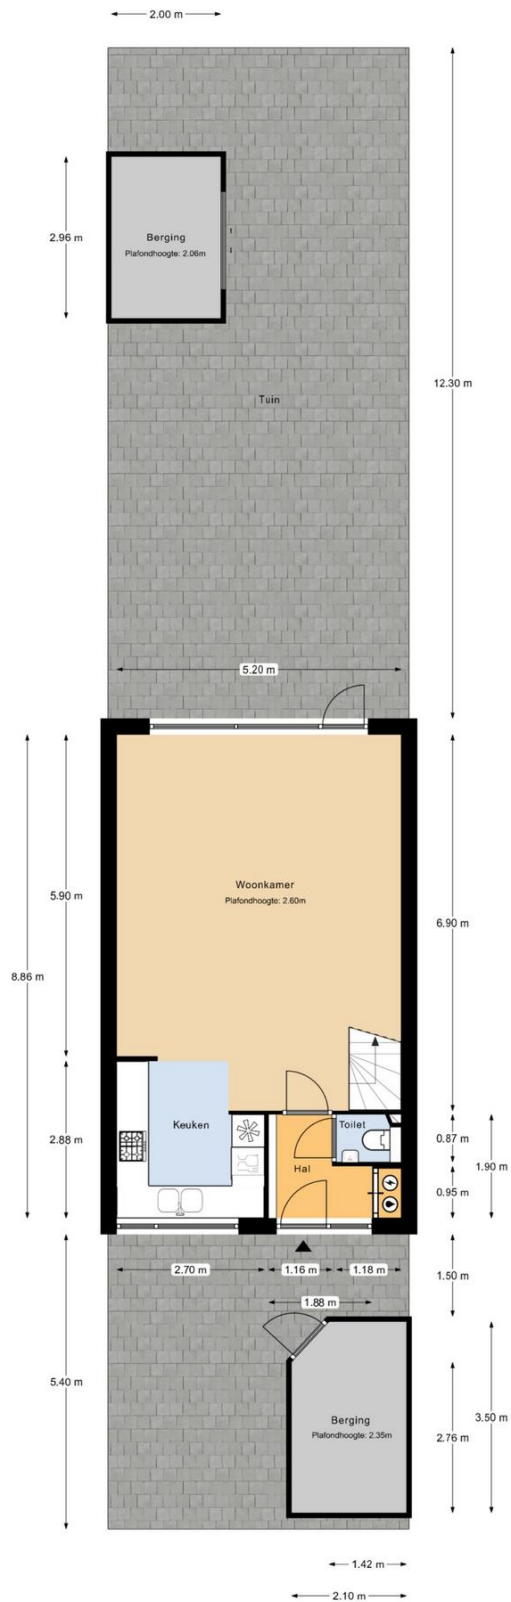 2.00 m
Berging
Plafondhoogte: 2.06m
2.96 m
12.30 m
Tuin
5.20 m
Woonkamer
Plafondhoogte: 2.60m
5.90 m
6.90 m
8.86 m
Keuken
Toilet
0.87 m
2.88 m
Hal
1.90 m
0.95 m
2.70 m
1.16 m
1.18 m
1.50 m
1.88 m
5.40 m
Berging
Plafondhoogte: 2.35m
3.50 m
2.76 m
1.42 m
2.10 m